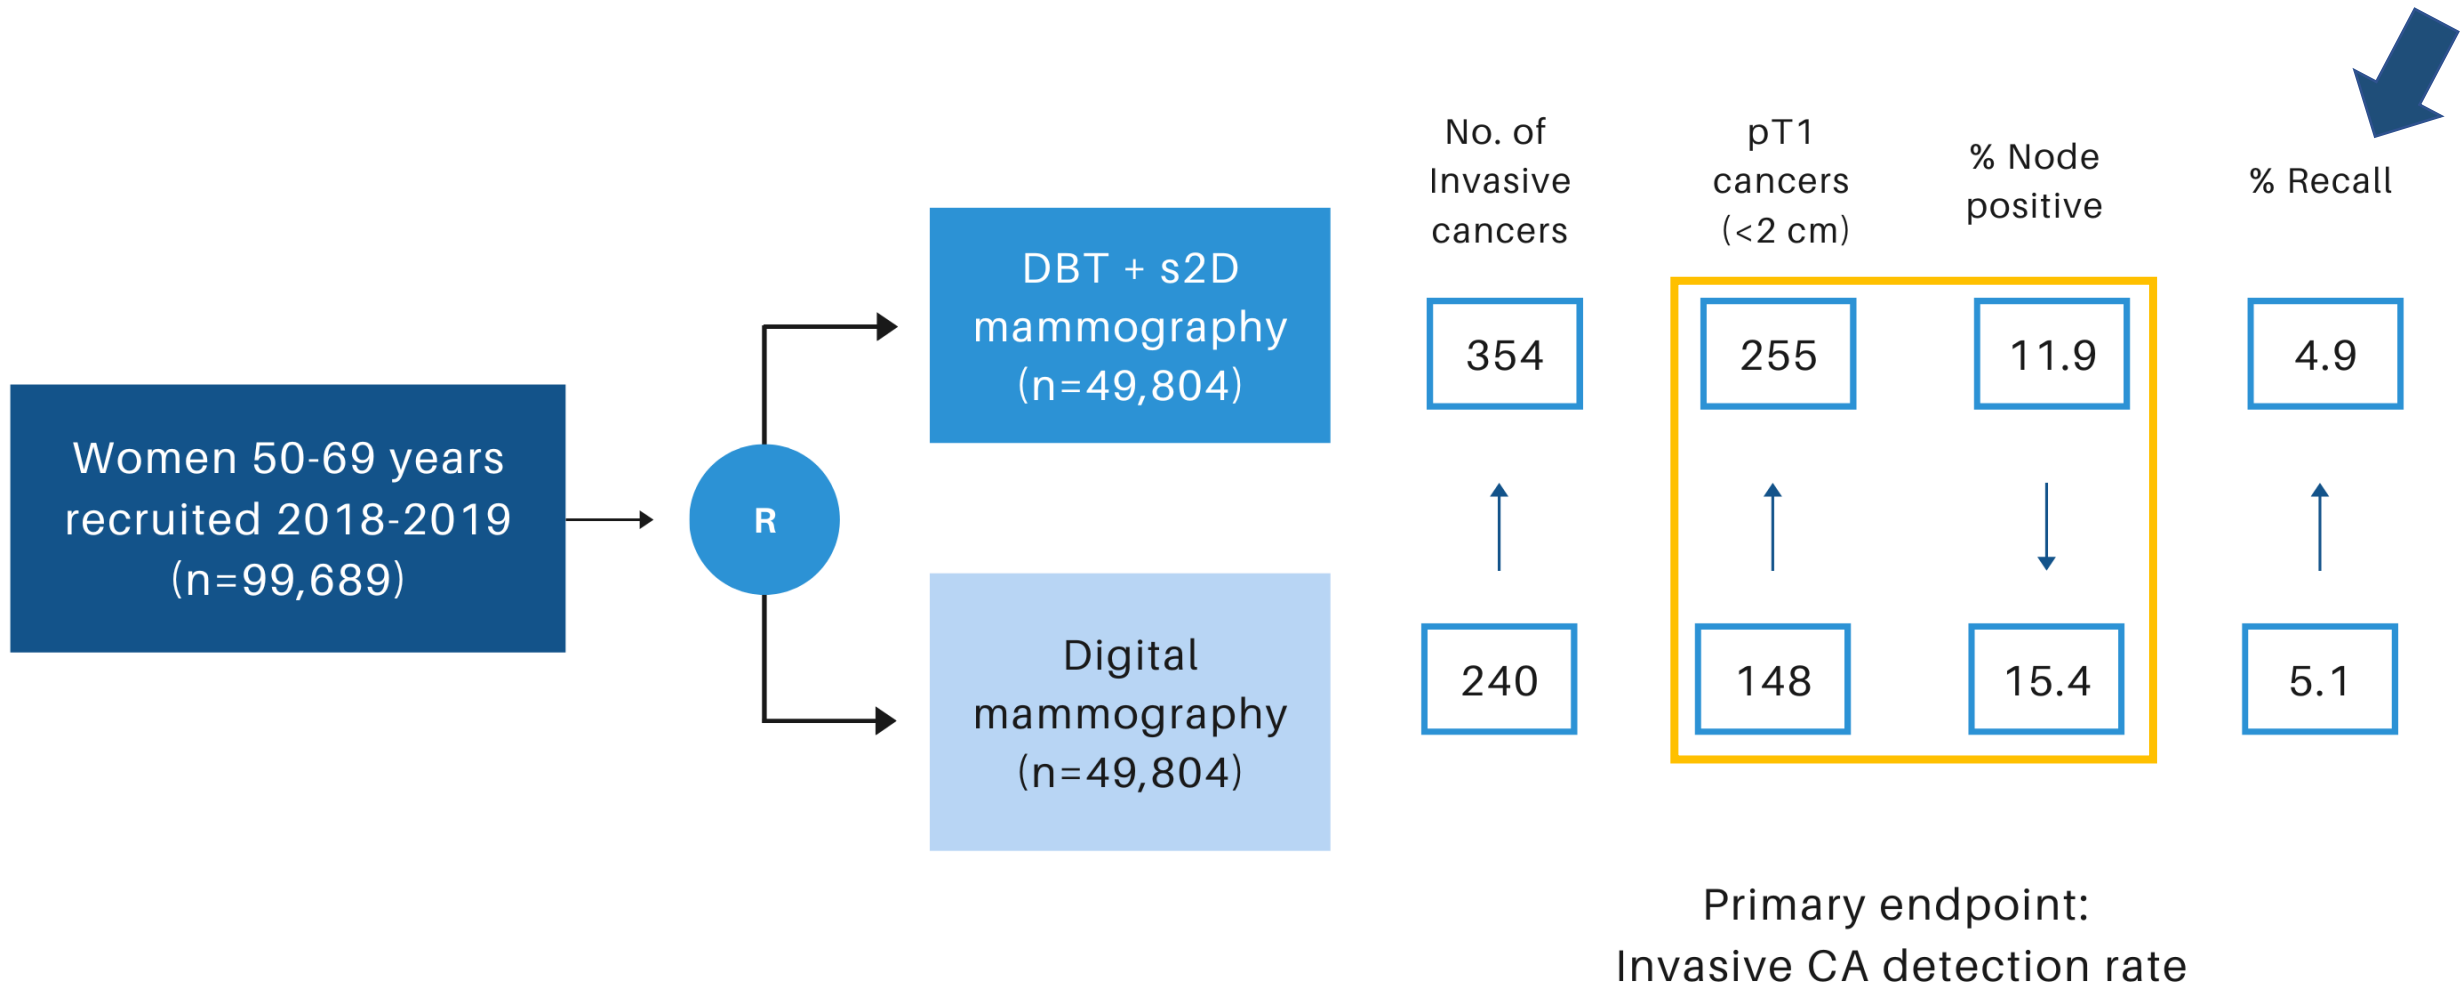 Women 50-69 years
recruited 2018-2019
(n=99,689)
R
DBT + s2D
mammography
(n=49,804)
Digital
mammography
(n=49,804)
No. of
Invasive
cancers
pT1
cancers
(<2 cm)
% Node
positive
% Recall
354
255
11.9
4.9
240
148
15.4
5.1
Primary endpoint:
Invasive CA detection rate